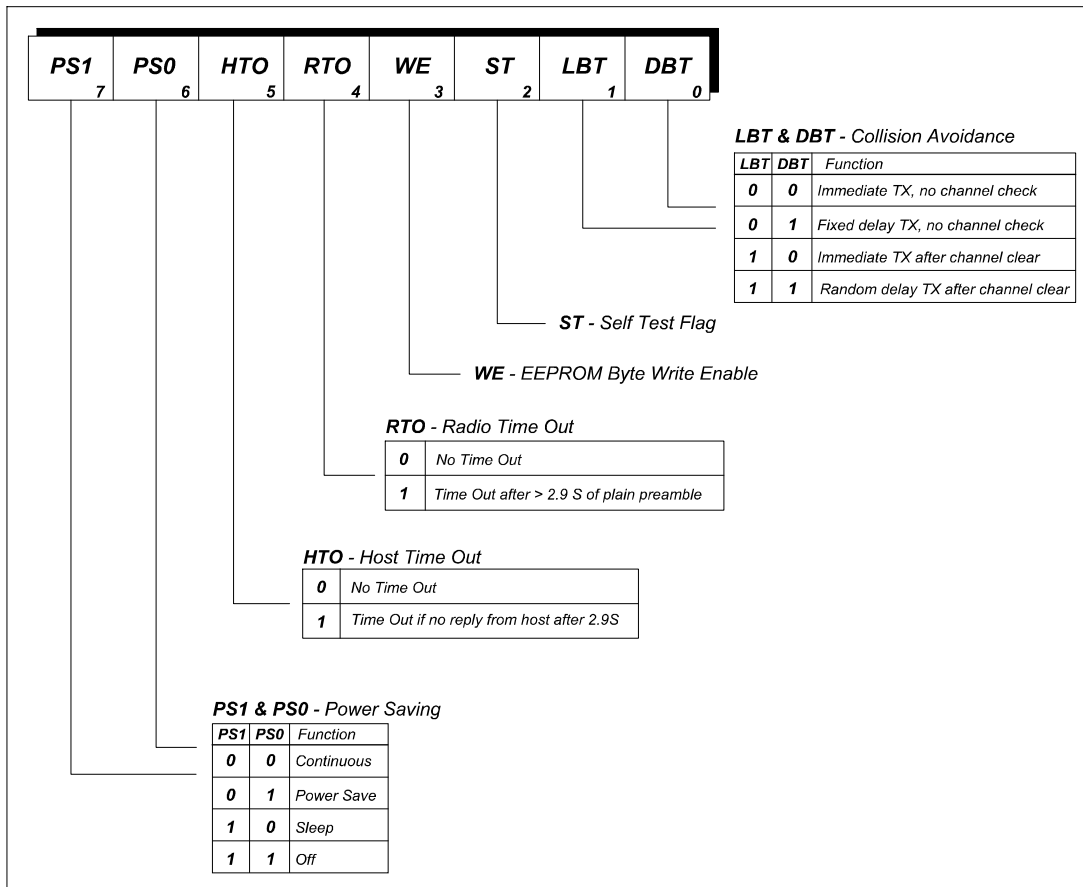 PS1 PS0 HTO RTO WE ST LBT DBT
7 6 5 4 3 2 1 0
LBT & DBT - Collision Avoidance
LBT DBT Function
0 0 Immediate TX, no channel check
0 1 Fixed delay TX, no channel check
1 0 Immediate TX after channel clear
1 1 Random delay TX after channel clear
ST - Self Test Flag
WE - EEPROM Byte Write Enable
RTO - Radio Time Out
0 No Time Out
1 Time Out after > 2.9 S of plain preamble
HTO - Host Time Out
0 No Time Out
1 Time Out if no reply from host after 2.9S
PS1 & PS0 - Power Saving
PS1 PS0 Function
0 0 Continuous
0 1 Power Save
1 0 Sleep
1 1 Off